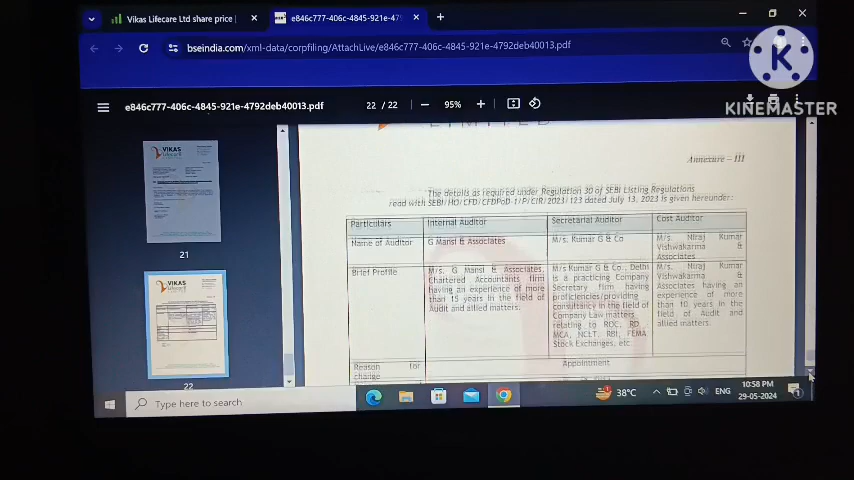 Vikas Lifecare Ltd share price |
e846c777-406c-4845-921e-4792deb40013.pdf
bseindia.com/xml-data/corpfiling/AttachLive/e846c777-406c-4845-921e-4792deb40013.pdf
K
KINEMASTER
e846c777-406c-4845-921e-4792deb40013.pdf
22 / 22
95%
VIKAS
Lifecare
21
VIKAS
22
LIMITED
Annexure – III
The details as required under Regulation 30 of SEBI Listing Regulations
read with SEBI/HO/CFD/CFDPoD-1/P/CIR/2023/123 dated July 13, 2023 is given hereunder:
Particulars Internal Auditor Secretarial Auditor Cost Auditor
Name of Auditor
G Mansi & Associates
M/s. Kumar G & Co
M/s. Niraj Kumar
Vishwakarma &
Associates
Brief Profile
M/s. G Mansi & Associates,
Chartered Accountants firm
having an experience of more
than 15 years in the field of
Audit and allied matters.
M/s Kumar G & Co., Delhi
is a practicing Company
Secretary firm having
proficiencies/providing
consultancy in the field of
Company Law matters
relating to ROC, RD,
MCA, NCLT, RBI, FEMA
Stock Exchanges, etc.
M/s. Niraj Kumar
Vishwakarma &
Associates having an
experience of more
than 10 years in the
field of Audit and
allied matters.
Reason for
change
Appointment
Type here to search
38°C
ENG
10:58 PM
29-05-2024
1